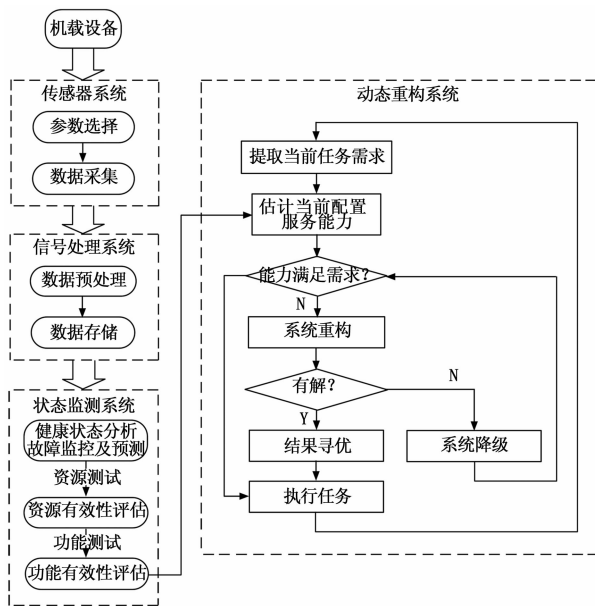 机载设备
传感器系统
参数选择
数据采集
信号处理系统
数据预处理
数据存储
状态监测系统
健康状态分析
故障监控及预测
资源测试
资源有效性评估
功能测试
功能有效性评估
动态重构系统
提取当前任务需求
估计当前配置
服务能力
能力满足需求?
N
系统重构
有解?
N
Y
结果寻优
系统降级
执行任务